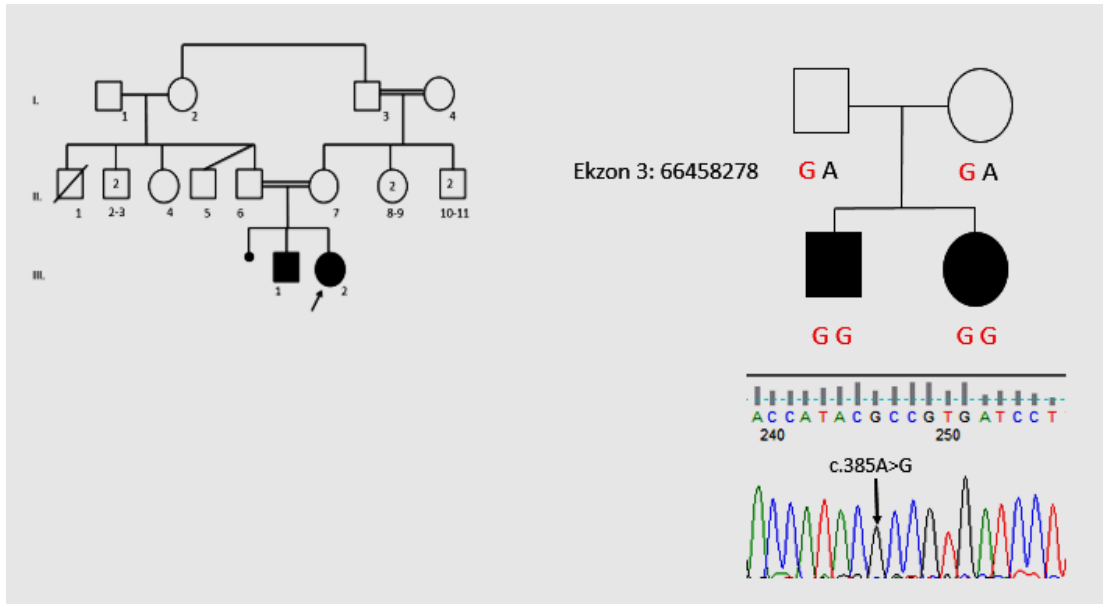 I.
1
2
3
4
II.
2
2
2
1
2-3
4
5
6
7
8-9
10-11
III.
1
2
Ekzon 3: 66458278
G A
G A
G G
G G
ACCATACGCCGTGATCCT
240
250
c.385A>G